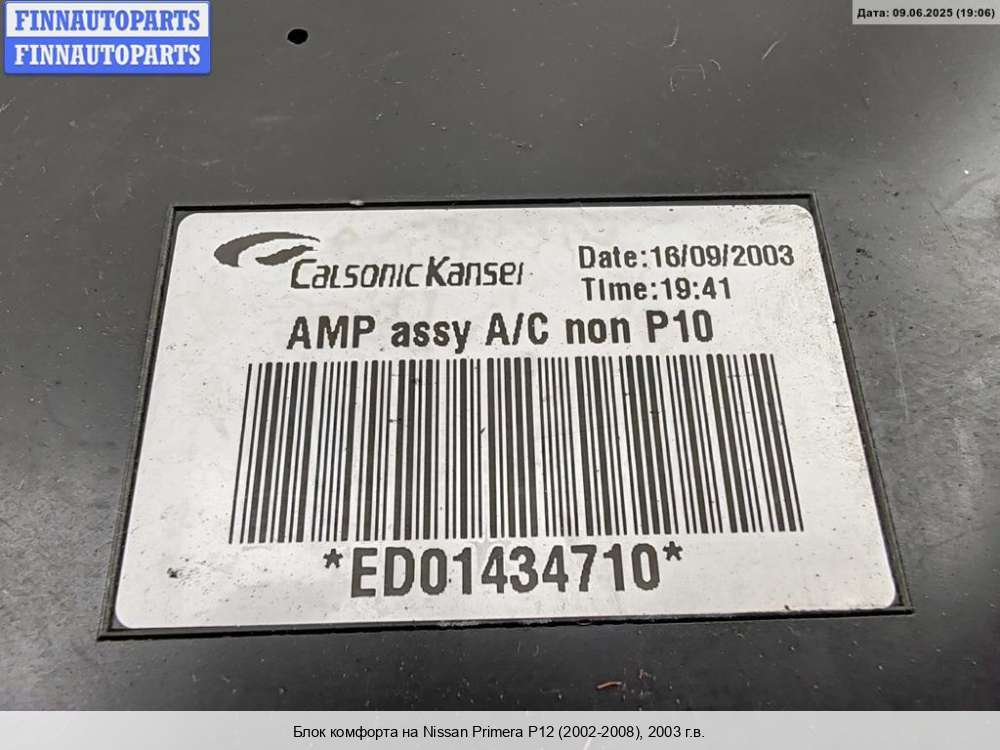 FINNAUTOPARTS
FINNAUTOPARTS
Дата: 09.06.2025 (19:06)
CalsonicKansei
Date:16/09/2003
Time:19:41
AMP assy A/C non P10
*ED01434710*
Блок комфорта на Nissan Primera P12 (2002-2008), 2003 г.в.